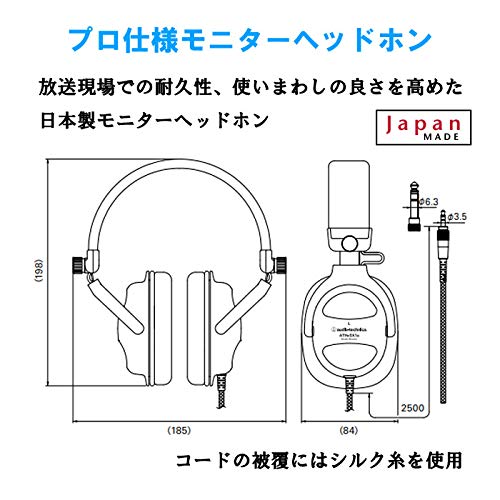 プロ仕様モニターヘッドホン
放送現場での耐久性、使いまわしの良さを高めた
日本製モニターヘッドホン
Japan
MADE
φ6.3
φ3.5
(198)
L
audio-technica
2500
(185)
(84)
コードの被覆にはシルク糸を使用